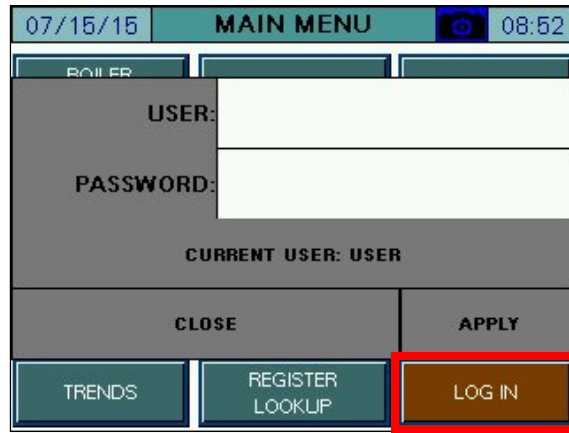 07/15/15 MAIN MENU 08:52
BOILER
USER:
PASSWORD:
CURRENT USER: USER
CLOSE APPLY
TRENDS REGISTER LOOKUP LOG IN